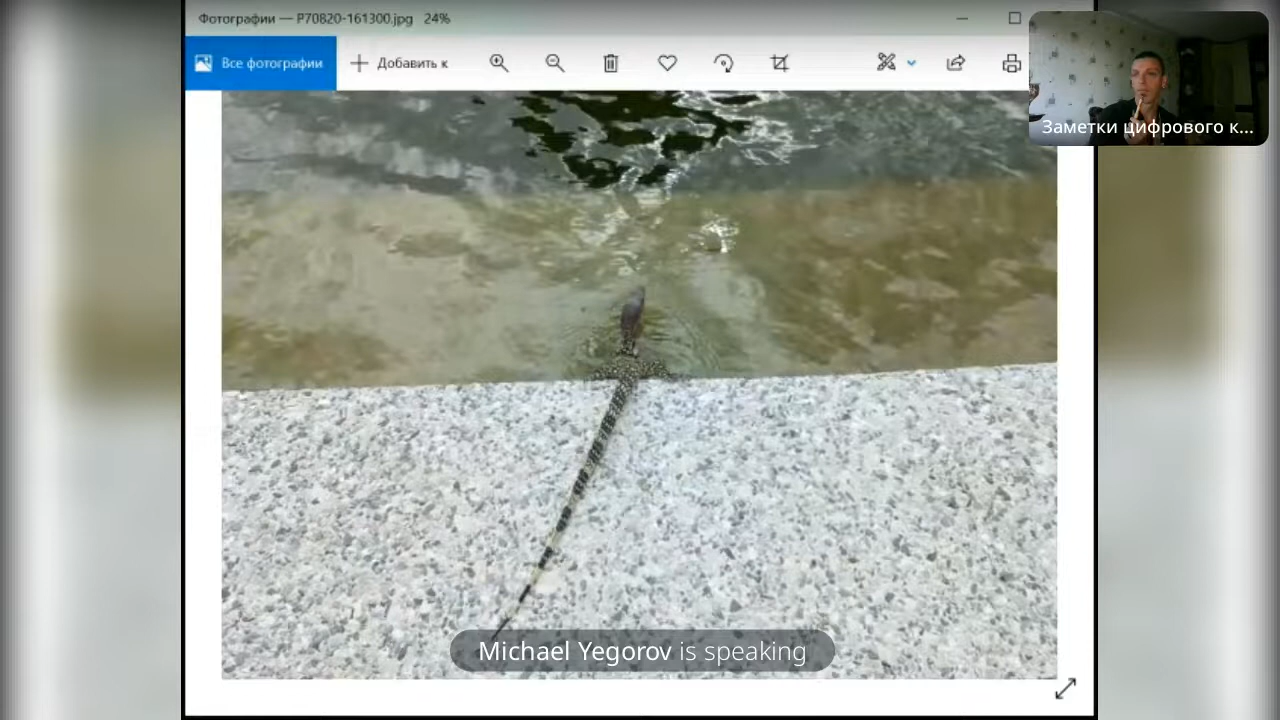 Фотографии — P70820-161300.jpg 24%
Все фотографии
Добавить к
Заметки цифрового к...
Michael Yegorov is speaking